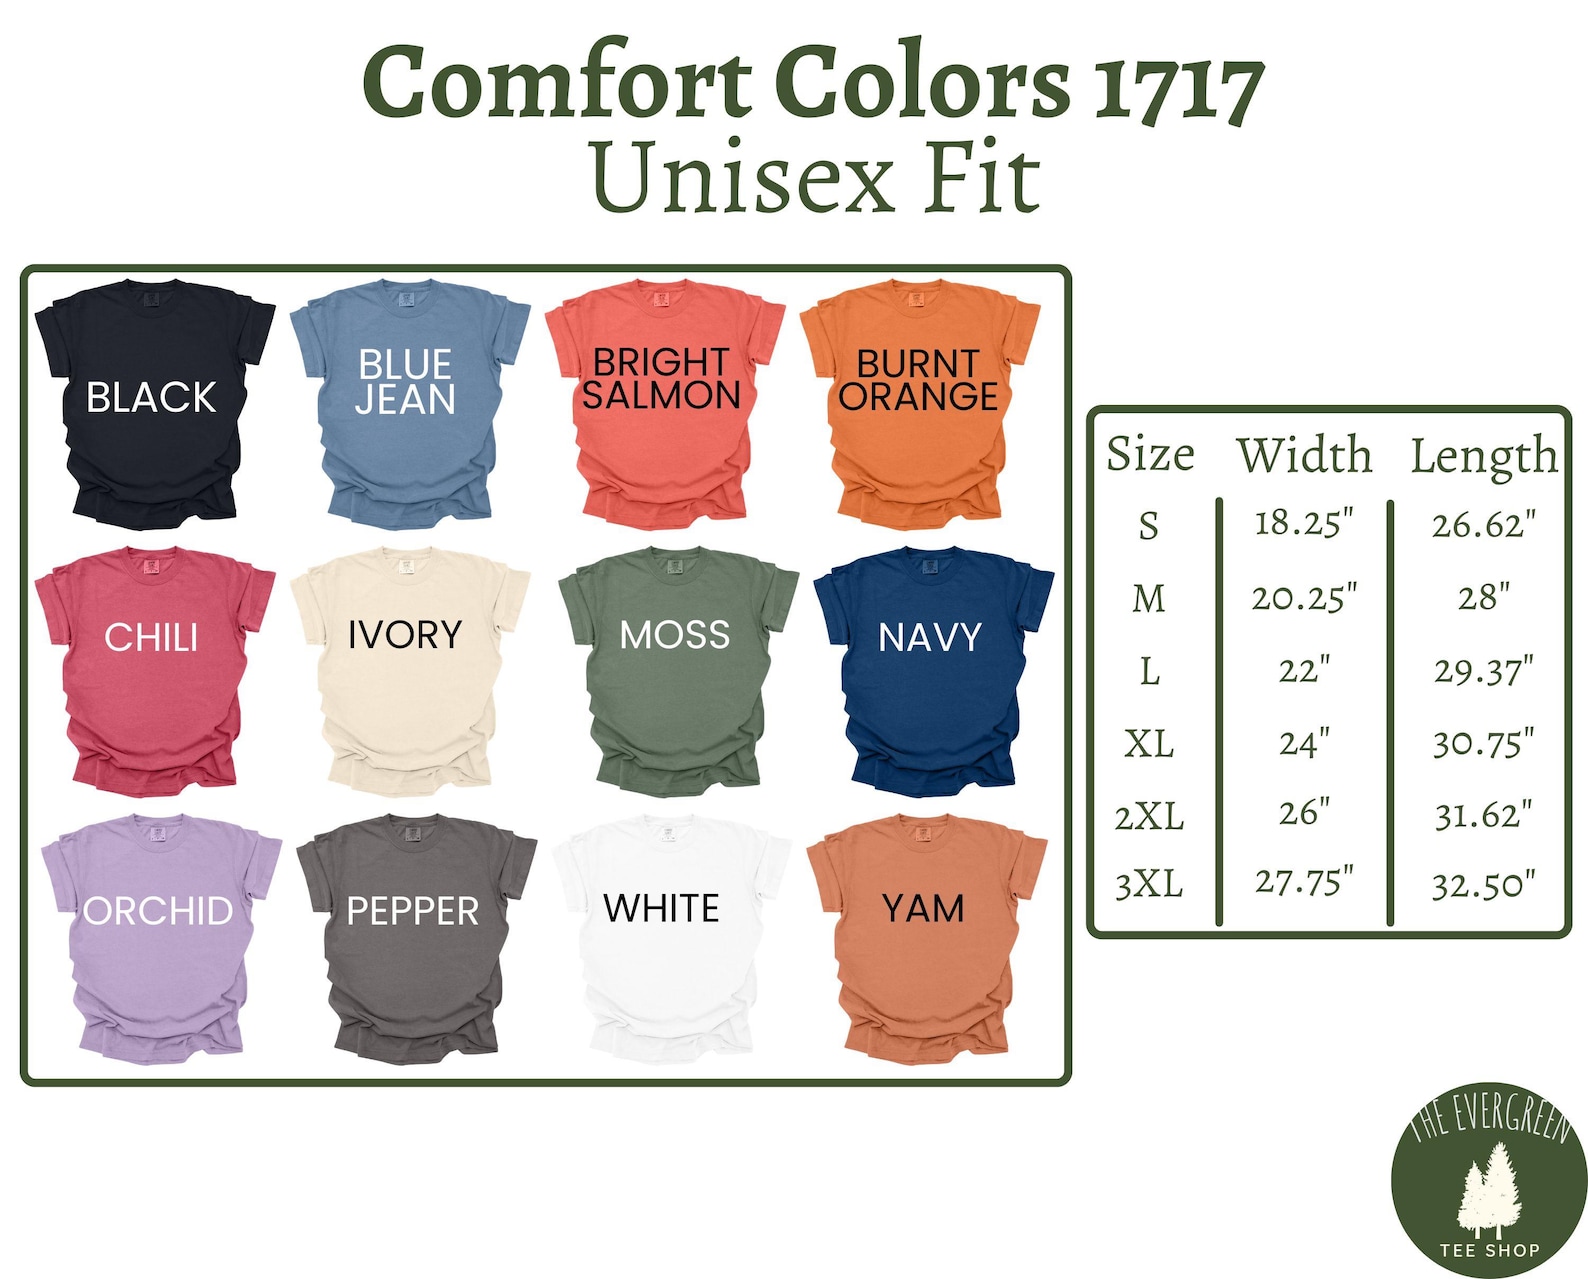 Comfort Colors 1717
Unisex Fit
BLACK
BLUE
JEAN
BRIGHT
SALMON
BURNT
ORANGE
CHILI
IVORY
MOSS
NAVY
ORCHID
PEPPER
WHITE
YAM
Size Width Length
S 18.25" 26.62"
M 20.25" 28"
L 22" 29.37"
XL 24" 30.75"
2XL 26" 31.62"
3XL 27.75" 32.50"
THE EVERGREEN
TEE SHOP